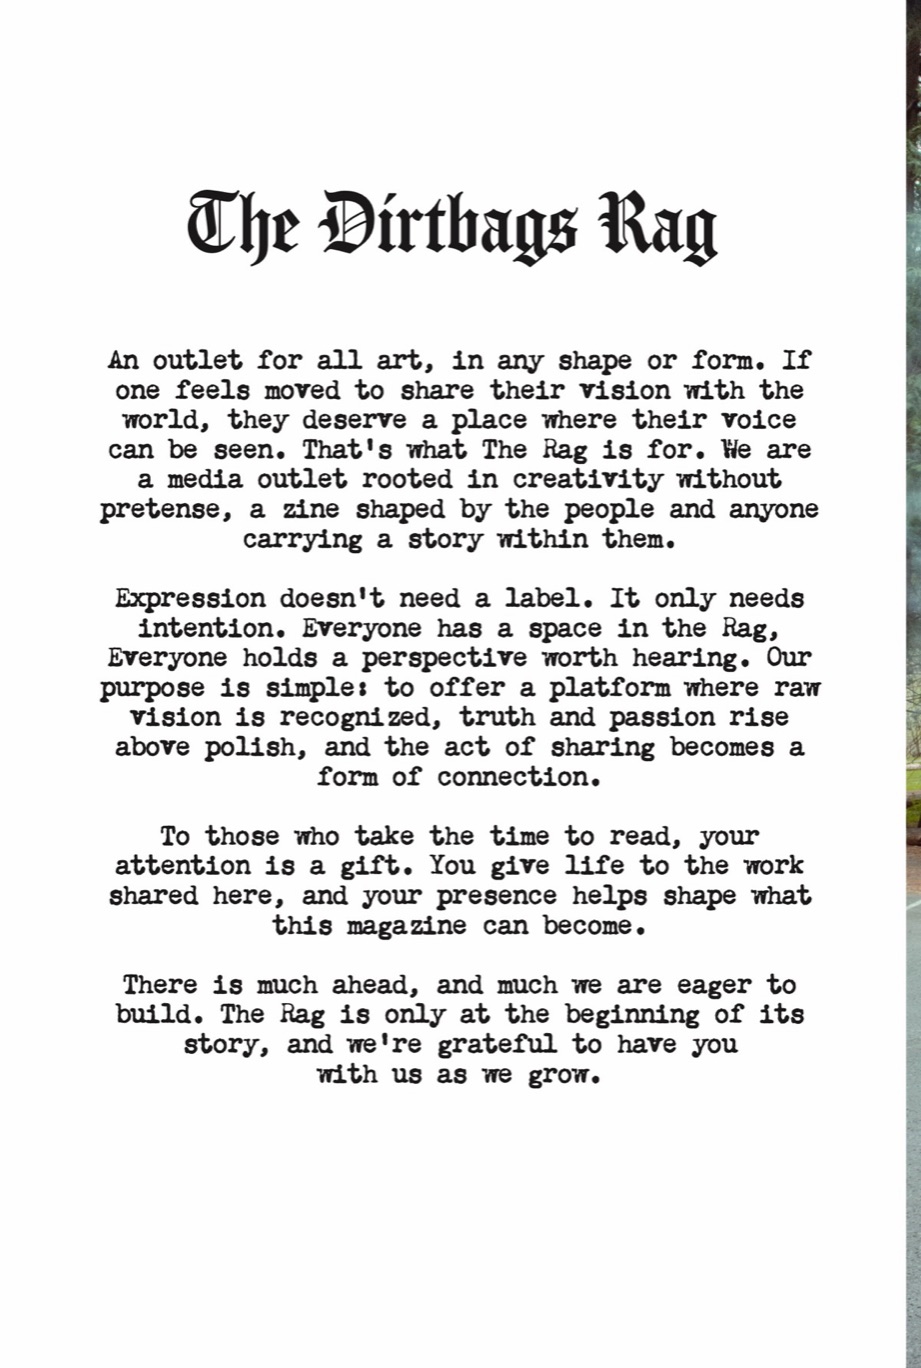 The Dirtbags Rag
An outlet for all art, in any shape or form. If
one feels moved to share their vision with the
world, they deserve a place where their voice
can be seen. That's what The Rag is for. We are
a media outlet rooted in creativity without
pretense, a zine shaped by the people and anyone
carrying a story within them.
Expression doesn't need a label. It only needs
intention. Everyone has a space in the Rag,
Everyone holds a perspective worth hearing. Our
purpose is simple: to offer a platform where raw
vision is recognized, truth and passion rise
above polish, and the act of sharing becomes a
form of connection.
To those who take the time to read, your
attention is a gift. You give life to the work
shared here, and your presence helps shape what
this magazine can become.
There is much ahead, and much we are eager to
build. The Rag is only at the beginning of its
story, and we're grateful to have you
with us as we grow.